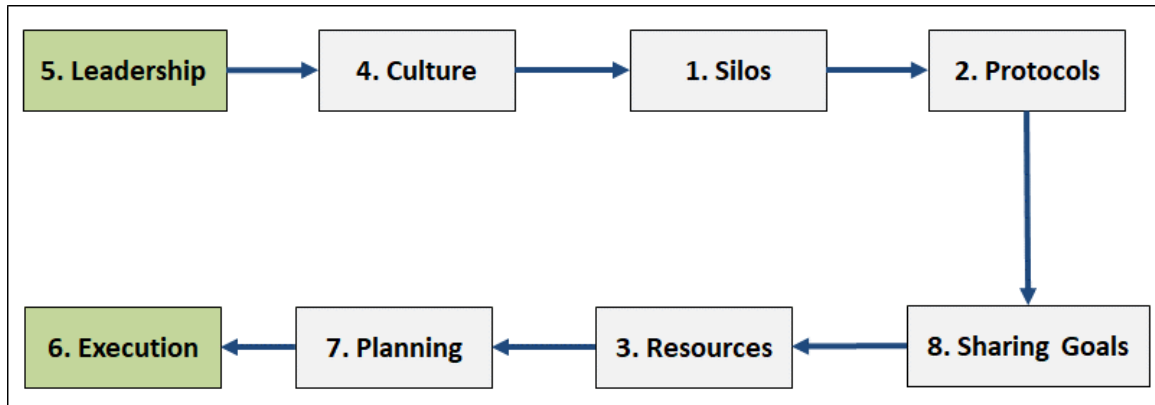 5. Leadership
4. Culture
1. Silos
2. Protocols
6. Execution
7. Planning
3. Resources
8. Sharing Goals